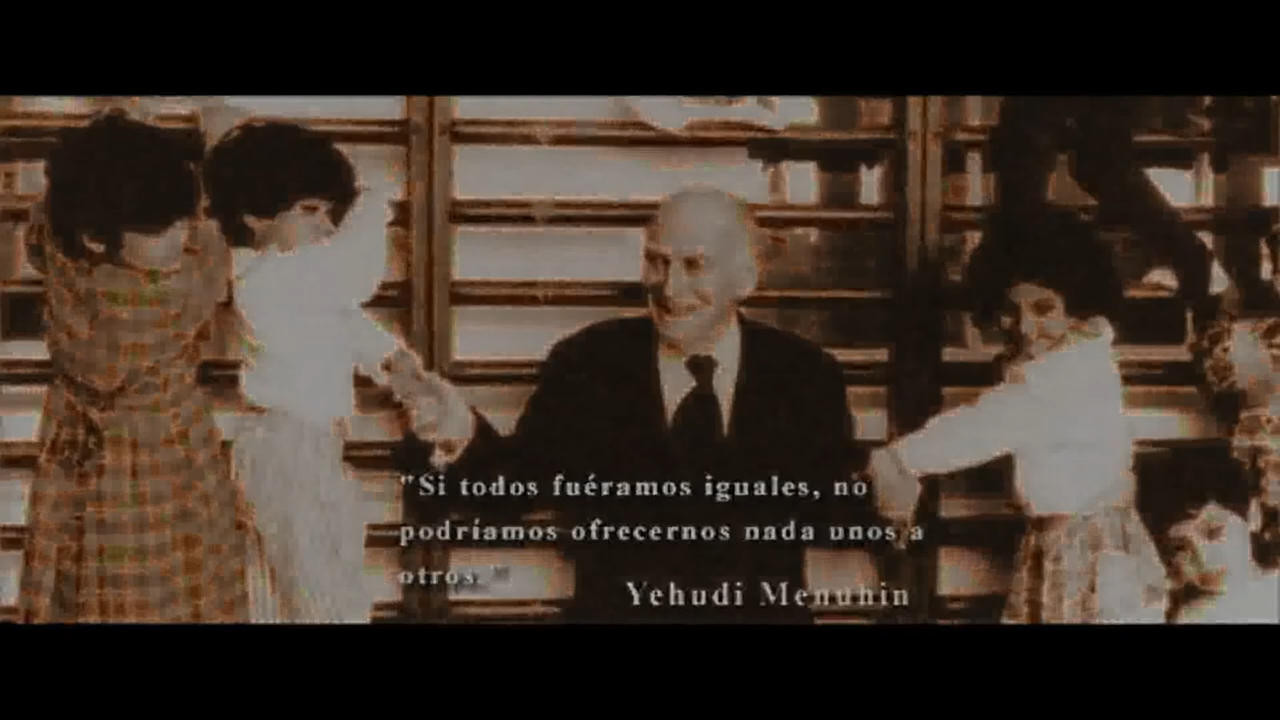 "Si todos fuéramos iguales, no
podríamos ofrecernos nada unos a
otros."
Yehudi Menuhin